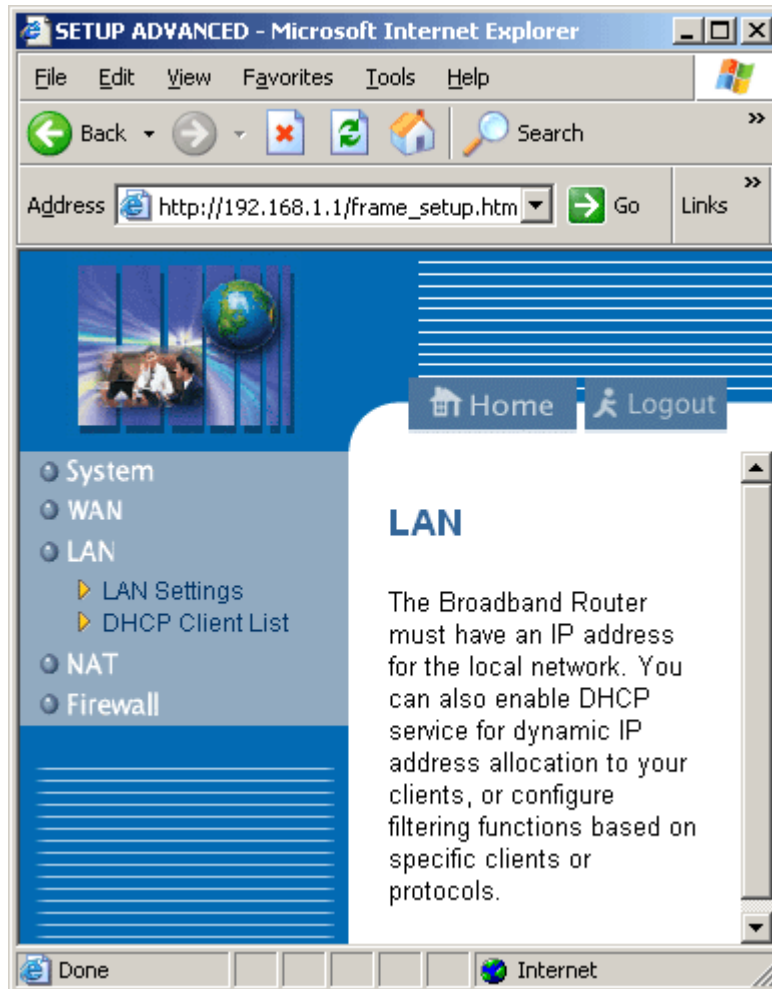 SETUP ADVANCED - Microsoft Internet Explorer
File Edit View Favorites Tools Help
Back Search »
Address http://192.168.1.1/frame_setup.htm Go Links »
Home Logout
System
WAN
LAN
LAN Settings
DHCP Client List
NAT
Firewall
LAN
The Broadband Router
must have an IP address
for the local network. You
can also enable DHCP
service for dynamic IP
address allocation to your
clients, or configure
filtering functions based on
specific clients or
protocols.
Done Internet